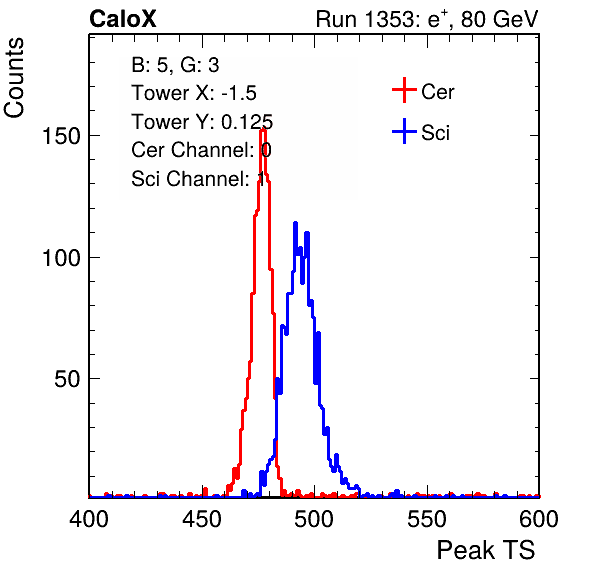 CaloX Run 1353: e+, 80 GeV
Counts
B: 5, G: 3
Tower X: -1.5
Tower Y: 0.125
Cer Channel: 0
Sci Channel: 1
Cer
Sci
150
100
50
400 450 500 550 600
Peak TS